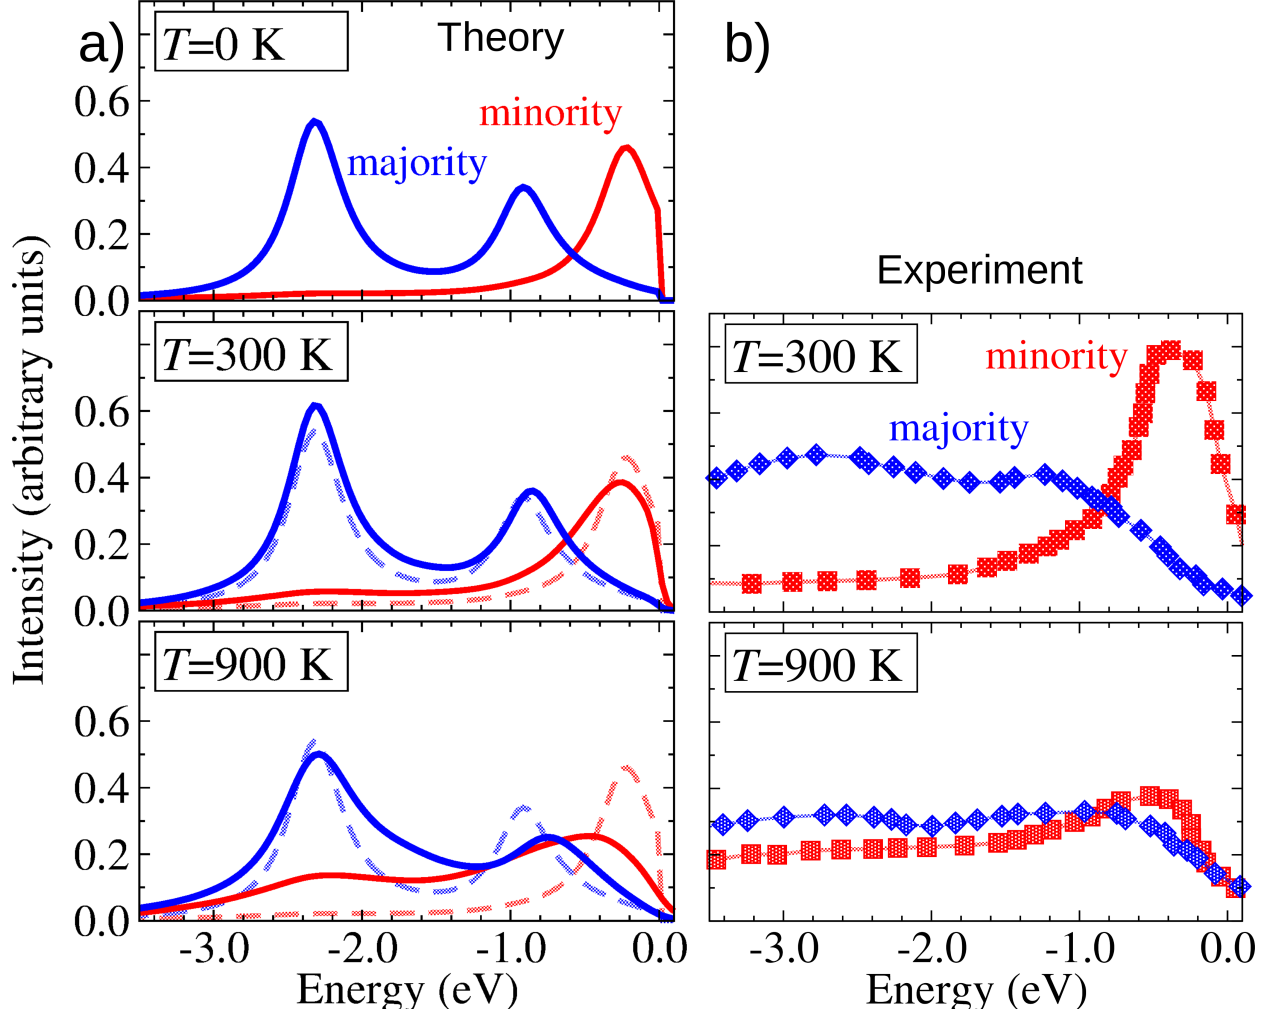 a)
T=0 K
Theory
0.6
0.4
0.2
0.0
minority
majority
T=300 K
0.6
0.4
0.2
0.0
T=900 K
0.6
0.4
0.2
0.0
-3.0 -2.0 -1.0 0.0
Energy (eV)
Intensity (arbitrary units)
b)
Experiment
T=300 K
minority
majority
T=900 K
-3.0 -2.0 -1.0 0.0
Energy (eV)